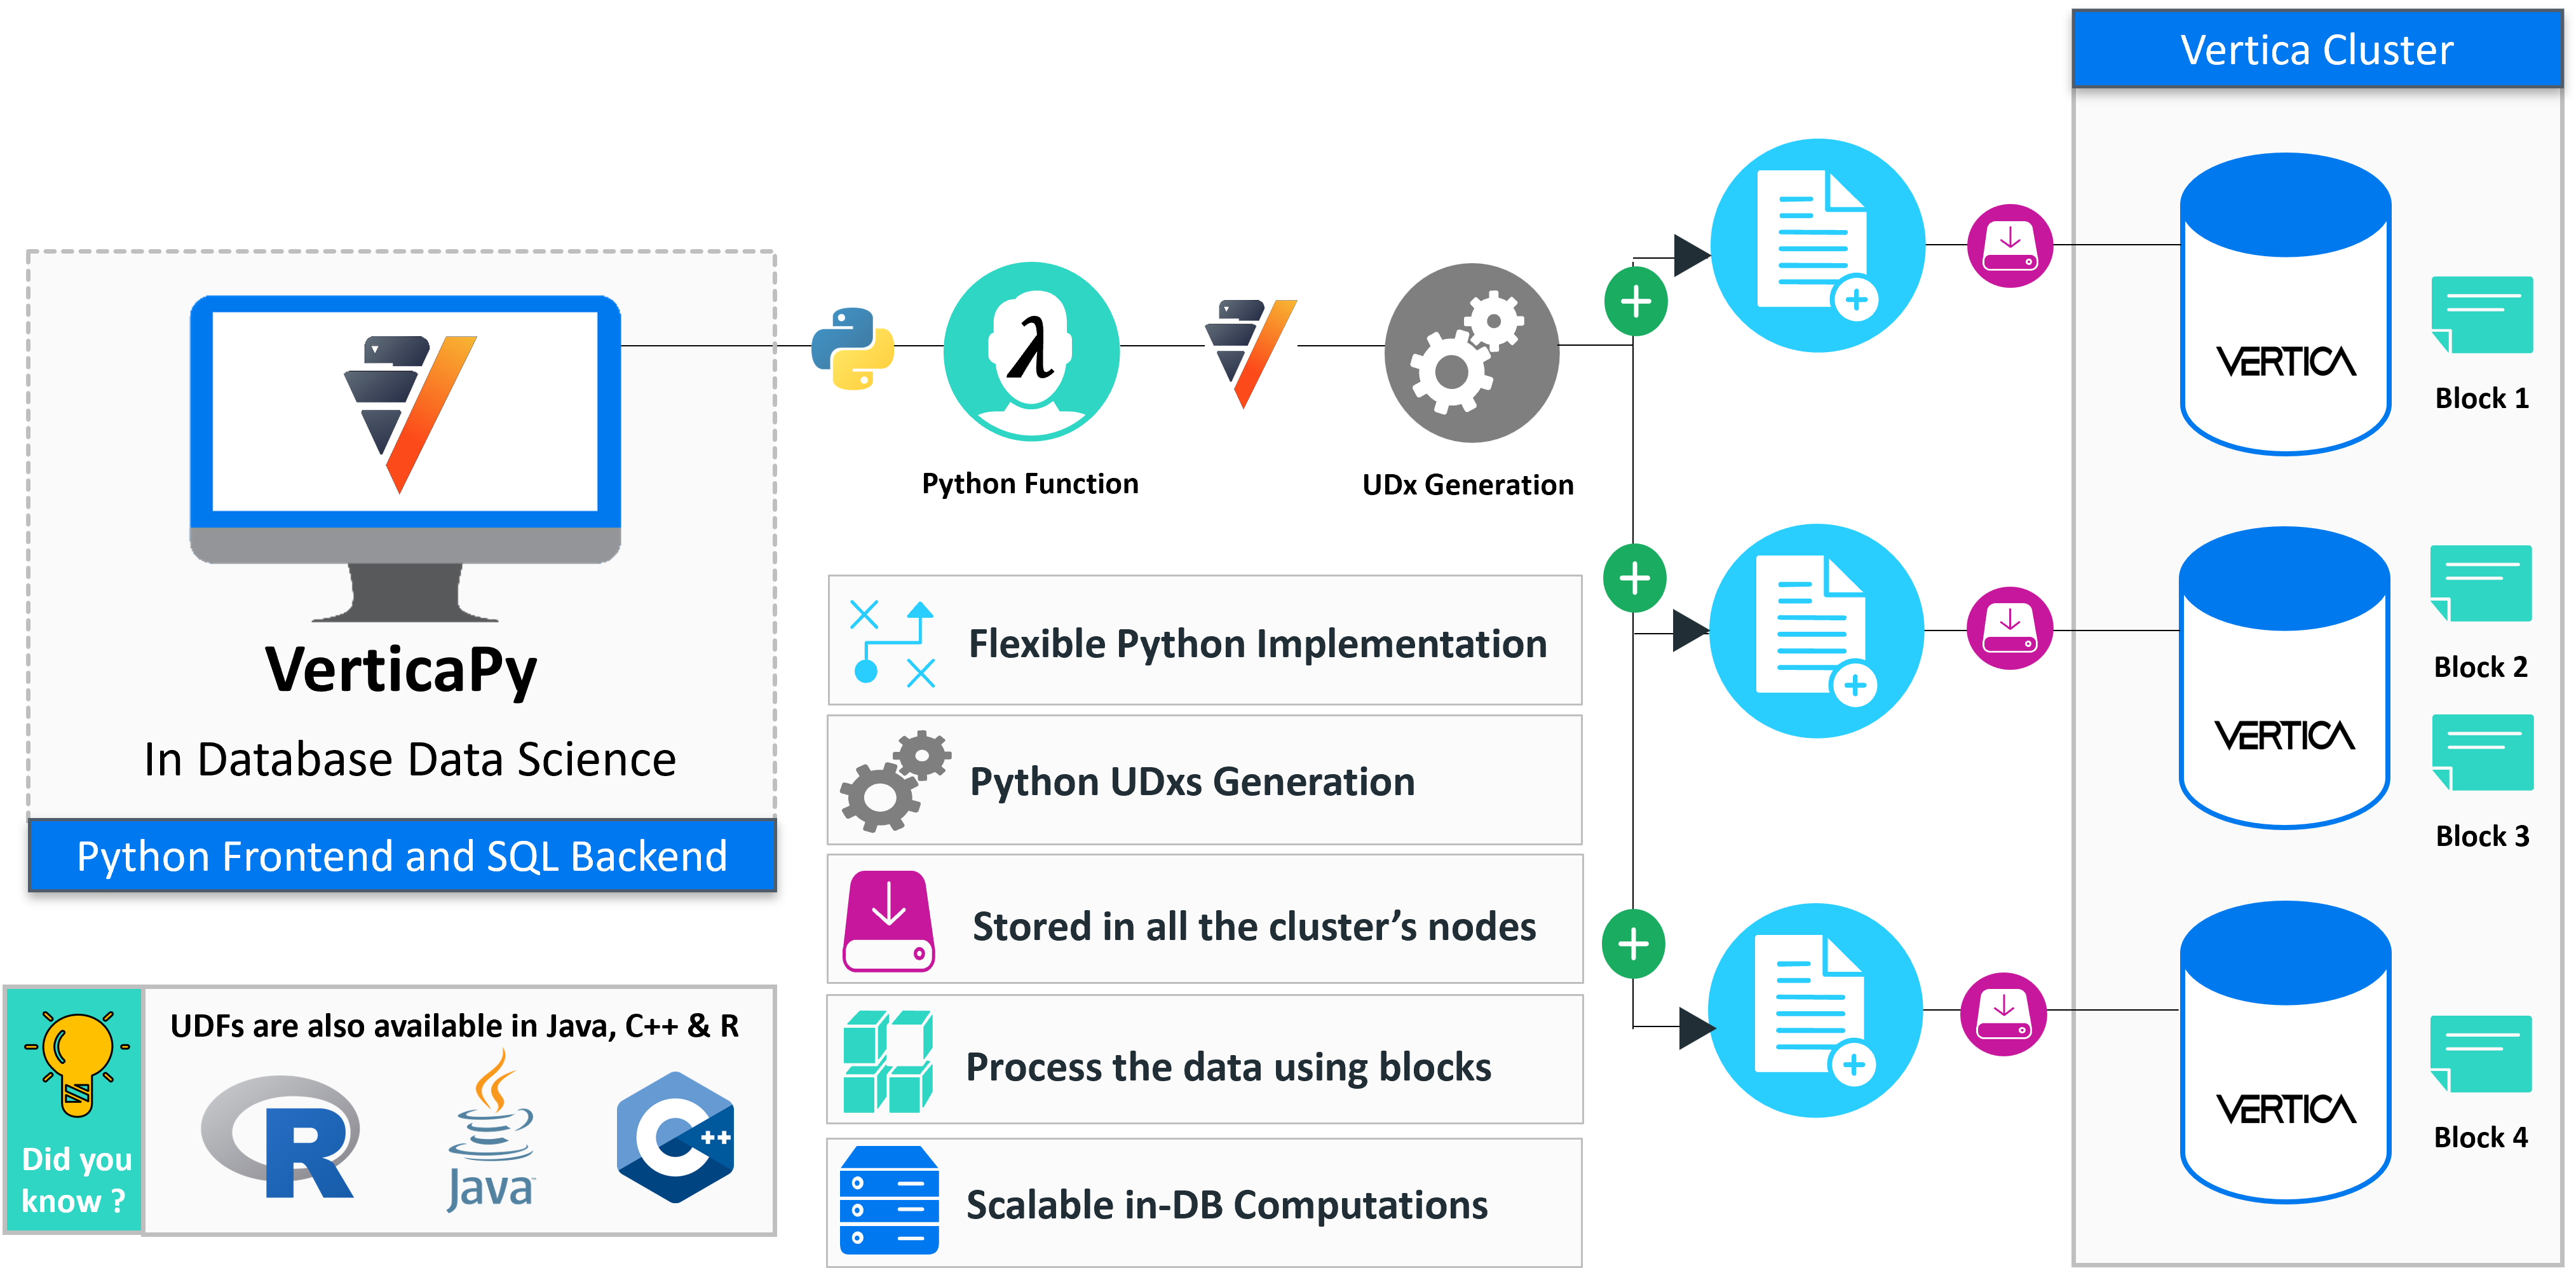 Vertica Cluster
VERTICA
Block 1
λ
Python Function
UDx Generation
VerticaPy
In Database Data Science
Python Frontend and SQL Backend
Flexible Python Implementation
Python UDxs Generation
Stored in all the cluster’s nodes
Process the data using blocks
Scalable in-DB Computations
VERTICA
Block 2
Block 3
VERTICA
Block 4
Did you
know ?
UDFs are also available in Java, C++ & R
R
Java
C++